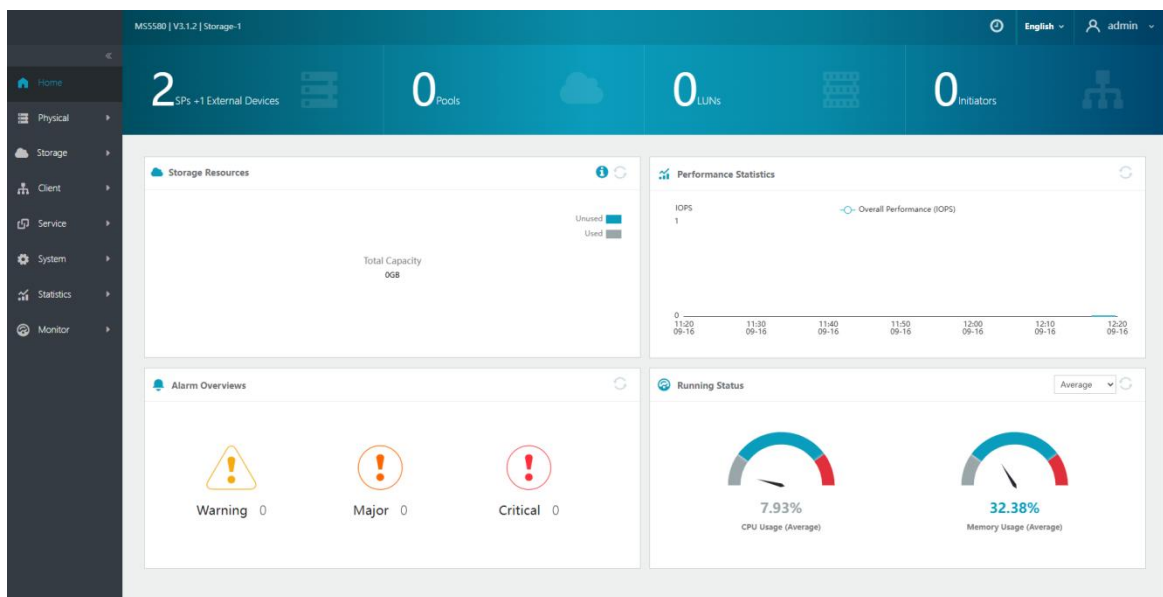 MS5580 | V3.1.2 | Storage-1
English
admin
Home
Physical
Storage
Client
Service
System
Statistics
Monitor
2 SPs +1 External Devices
0 Pools
0 LUNs
0 Initiators
Storage Resources
Unused
Used
Total Capacity
0GB
Performance Statistics
IOPS
Overall Performance (IOPS)
1
0
11:20 11:30 11:40 11:50 12:00 12:10 12:20
09-16 09-16 09-16 09-16 09-16 09-16 09-16
Alarm Overviews
Warning 0
Major 0
Critical 0
Running Status
Average
7.93%
CPU Usage (Average)
32.38%
Memory Usage (Average)